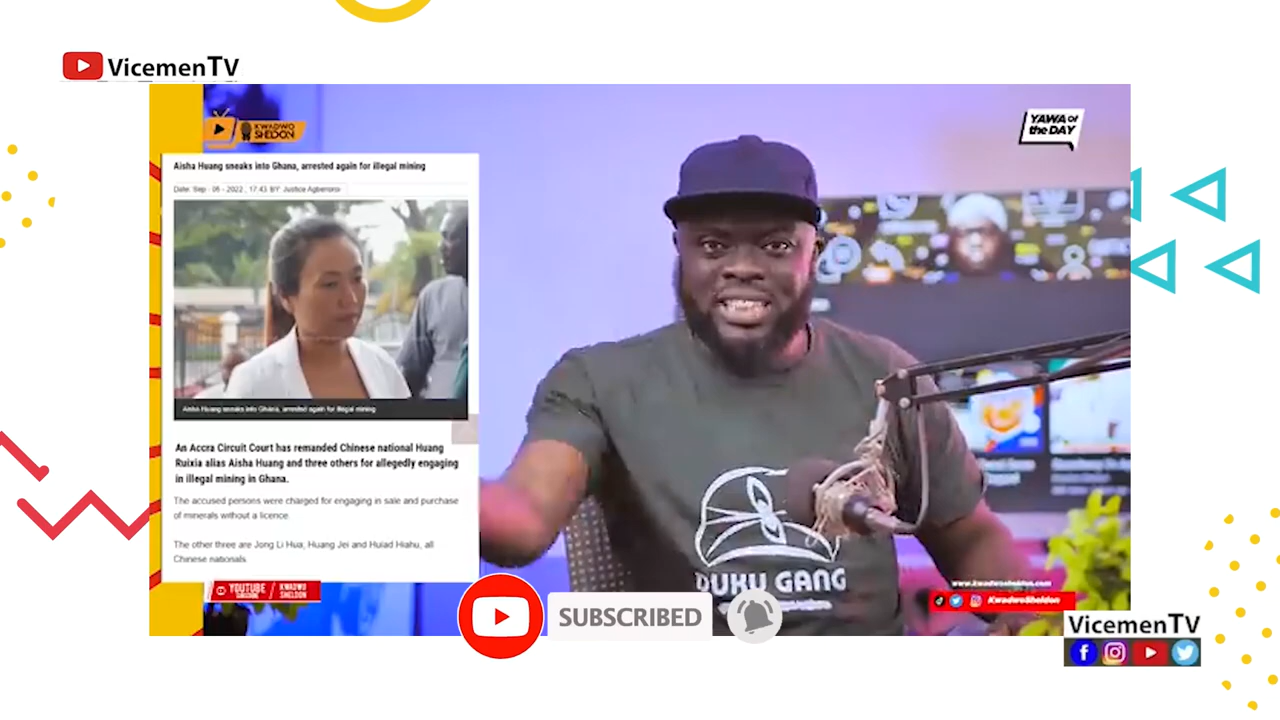 VicemenTV
KWADWO
SHELDON
YAWA of
the DAY
Aisha Huang sneaks into Ghana, arrested again for illegal mining
Date: Sep - 05 - 2022 , 17:43 BY: Justice Agbenorsi
Aisha Huang sneaks into Ghana, arrested again for illegal mining
An Accra Circuit Court has remanded Chinese national Huang
Ruixia alias Aisha Huang and three others for allegedly engaging
in illegal mining in Ghana.
The accused persons were charged for engaging in sale and purchase
of minerals without a licence.
The other three are Jong Li Hua, Huang Jei and Huiad Hiahu, all
Chinese nationals.
DUKU GANG
YOUTUBE
KWADWO
SHELDON
www.kwadwosheldon.com
KwadwoSheldon
SUBSCRIBED
VicemenTV